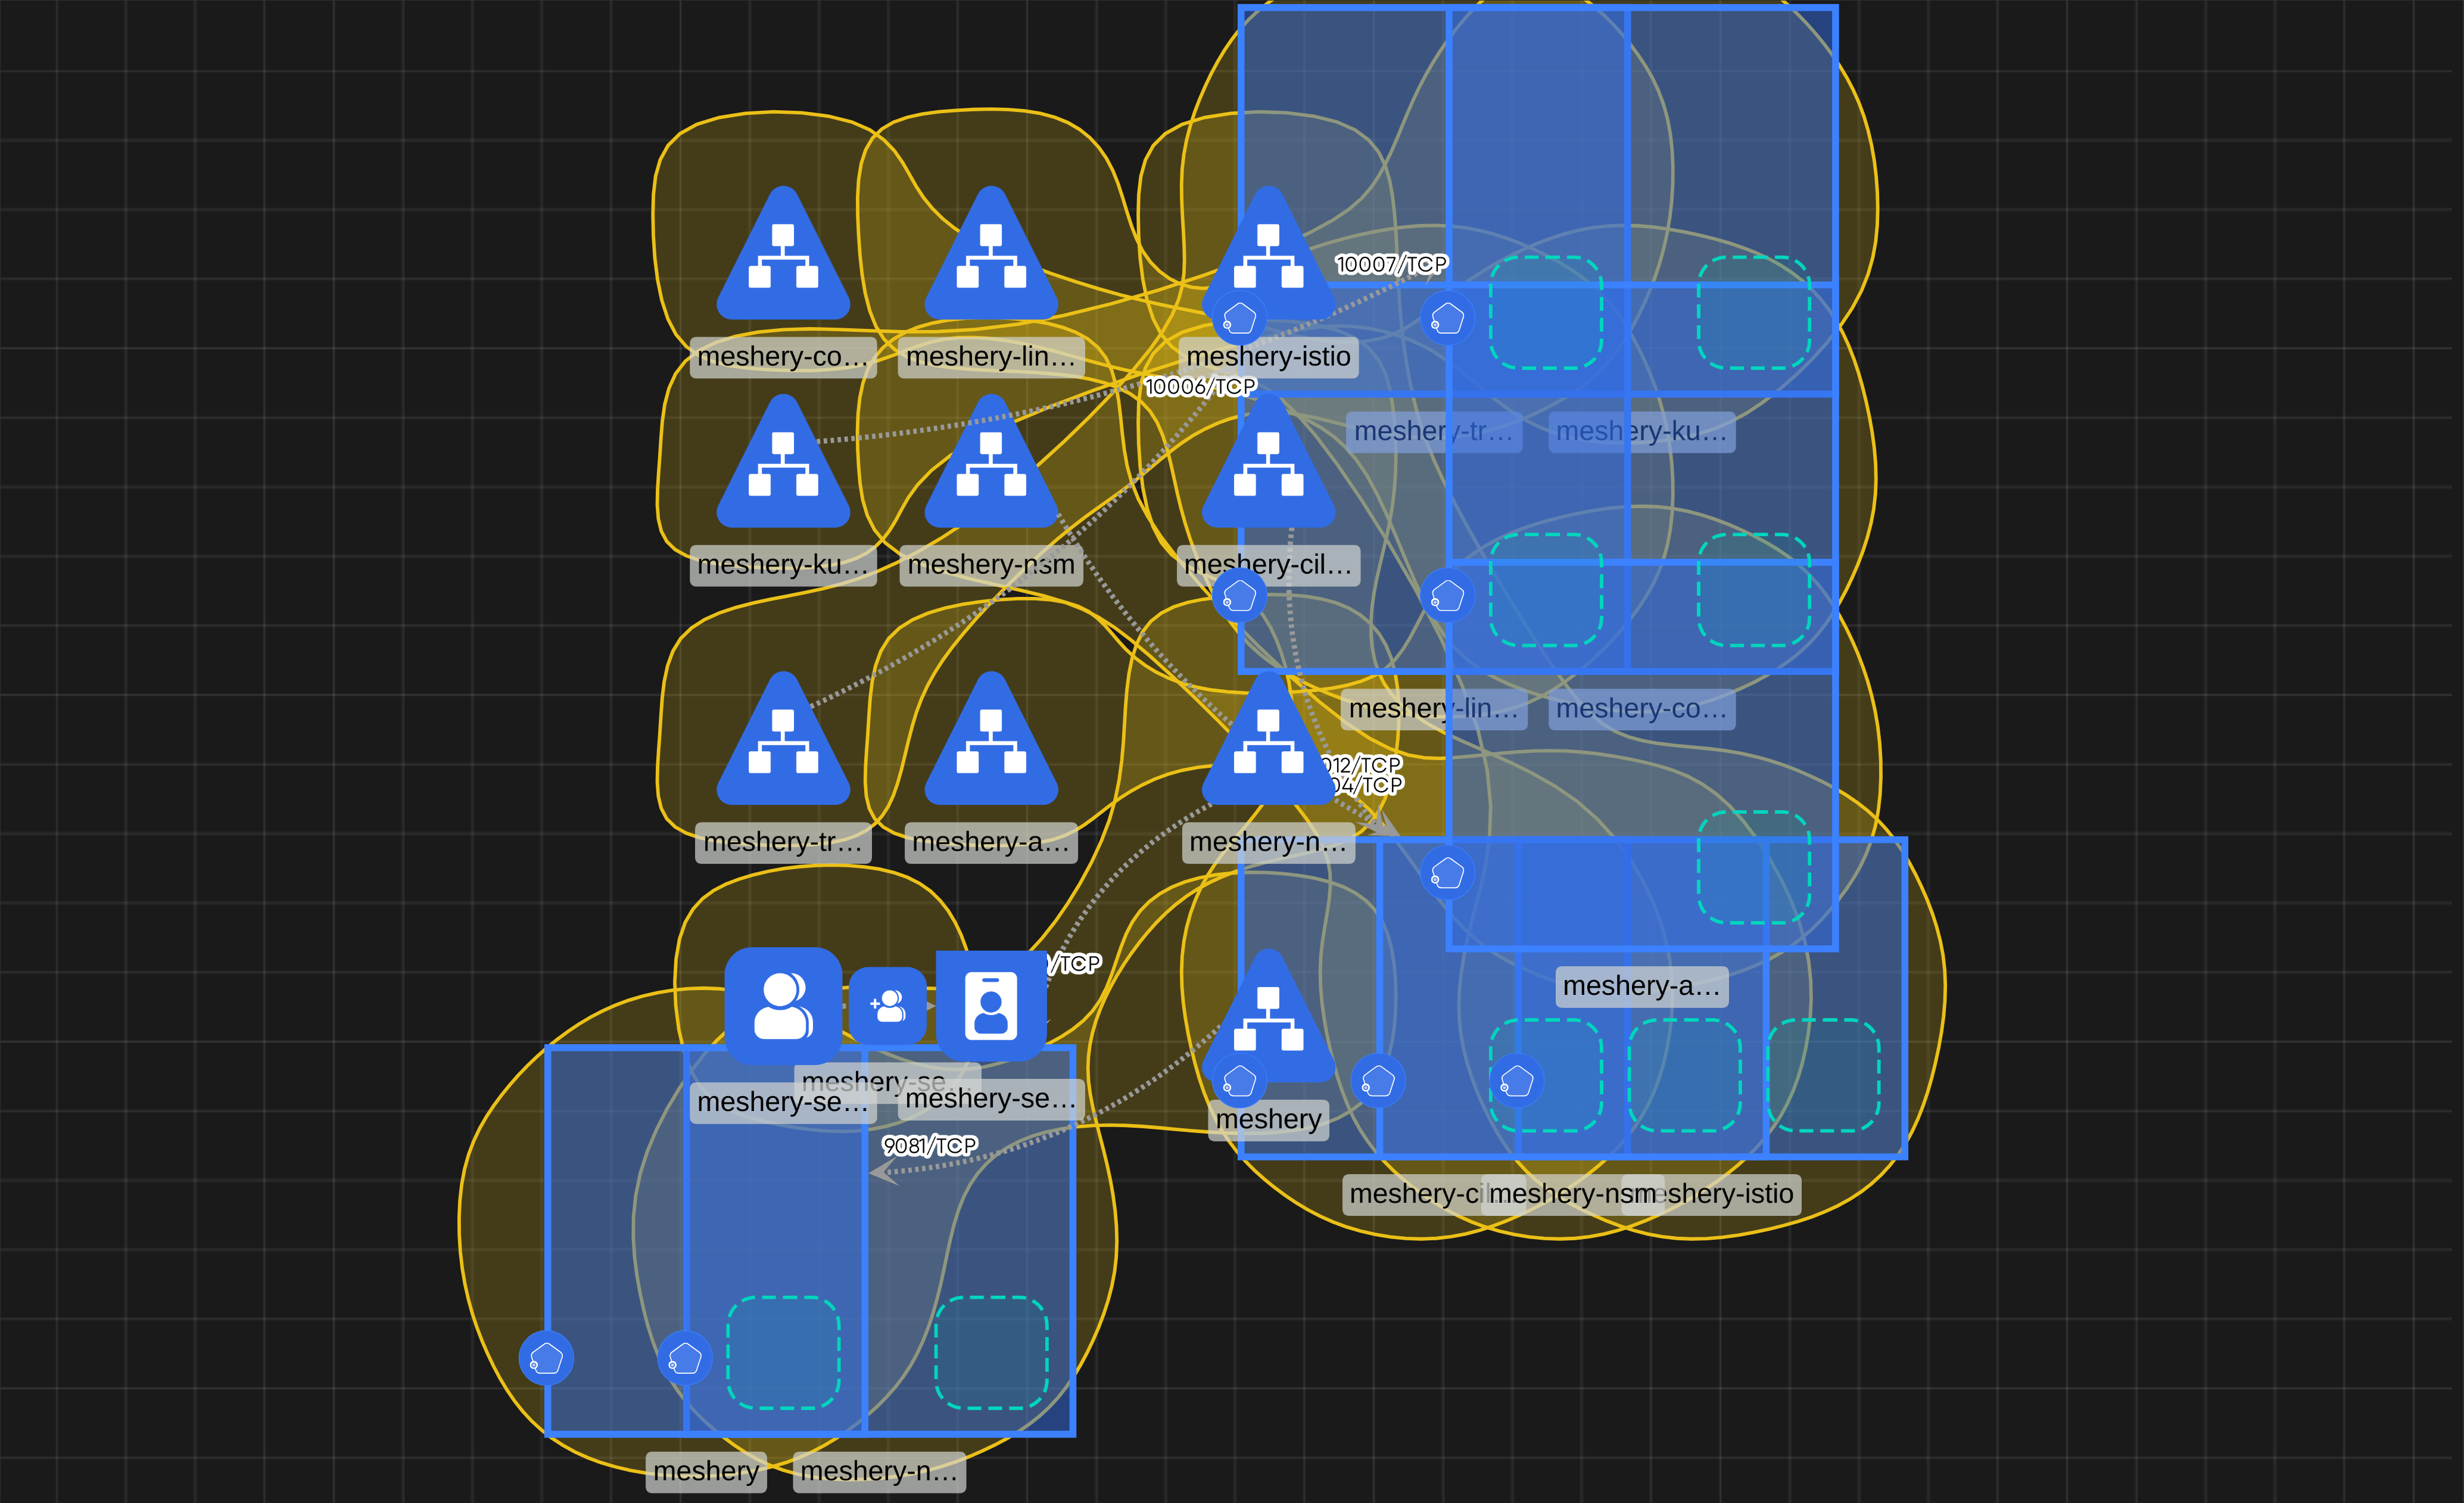 10007/TCP
meshery-co…
meshery-lin…
meshery-istio
10006/TCP
meshery-tr…
meshery-ku…
meshery-ku…
meshery-nsm
meshery-cil…
meshery-lin…
meshery-co…
012/TCP
04/TCP
meshery-tr…
meshery-a…
meshery-n…
/TCP
meshery-a…
meshery-se…
meshery-se…
meshery-se…
meshery
9081/TCP
meshery-cil
meshery-nsm
eshery-istio
meshery
meshery-n…